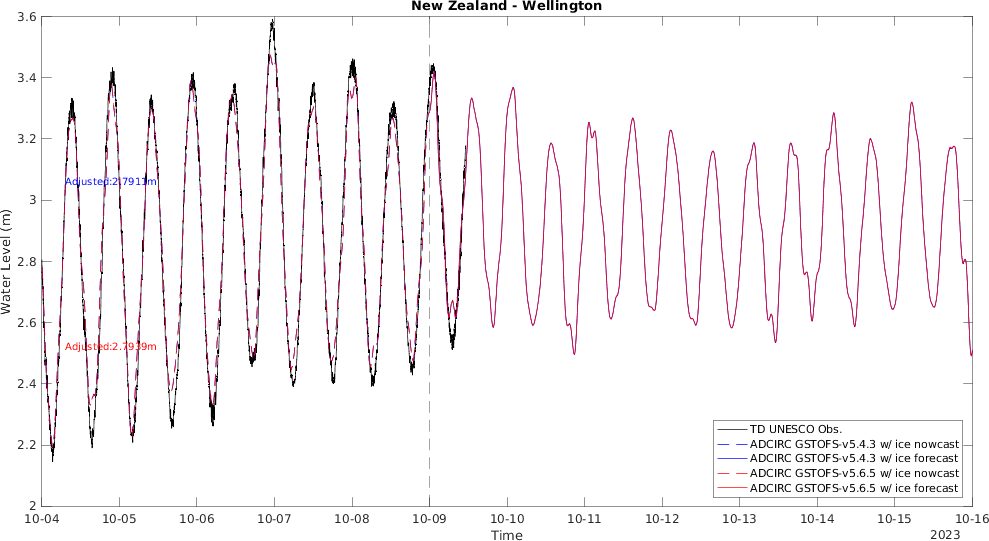 New Zealand - Wellington
3.6
3.4
3.2
3
2.8
2.6
2.4
2.2
2
Water Level (m)
Adjusted:2.7911m
Adjusted:2.7939m
TD UNESCO Obs.
ADCIRC GSTOFS-v5.4.3 w/ ice nowcast
ADCIRC GSTOFS-v5.4.3 w/ ice forecast
ADCIRC GSTOFS-v5.6.5 w/ ice nowcast
ADCIRC GSTOFS-v5.6.5 w/ ice forecast
10-04 10-05 10-06 10-07 10-08 10-09 10-10 10-11 10-12 10-13 10-14 10-15 10-16
Time
2023